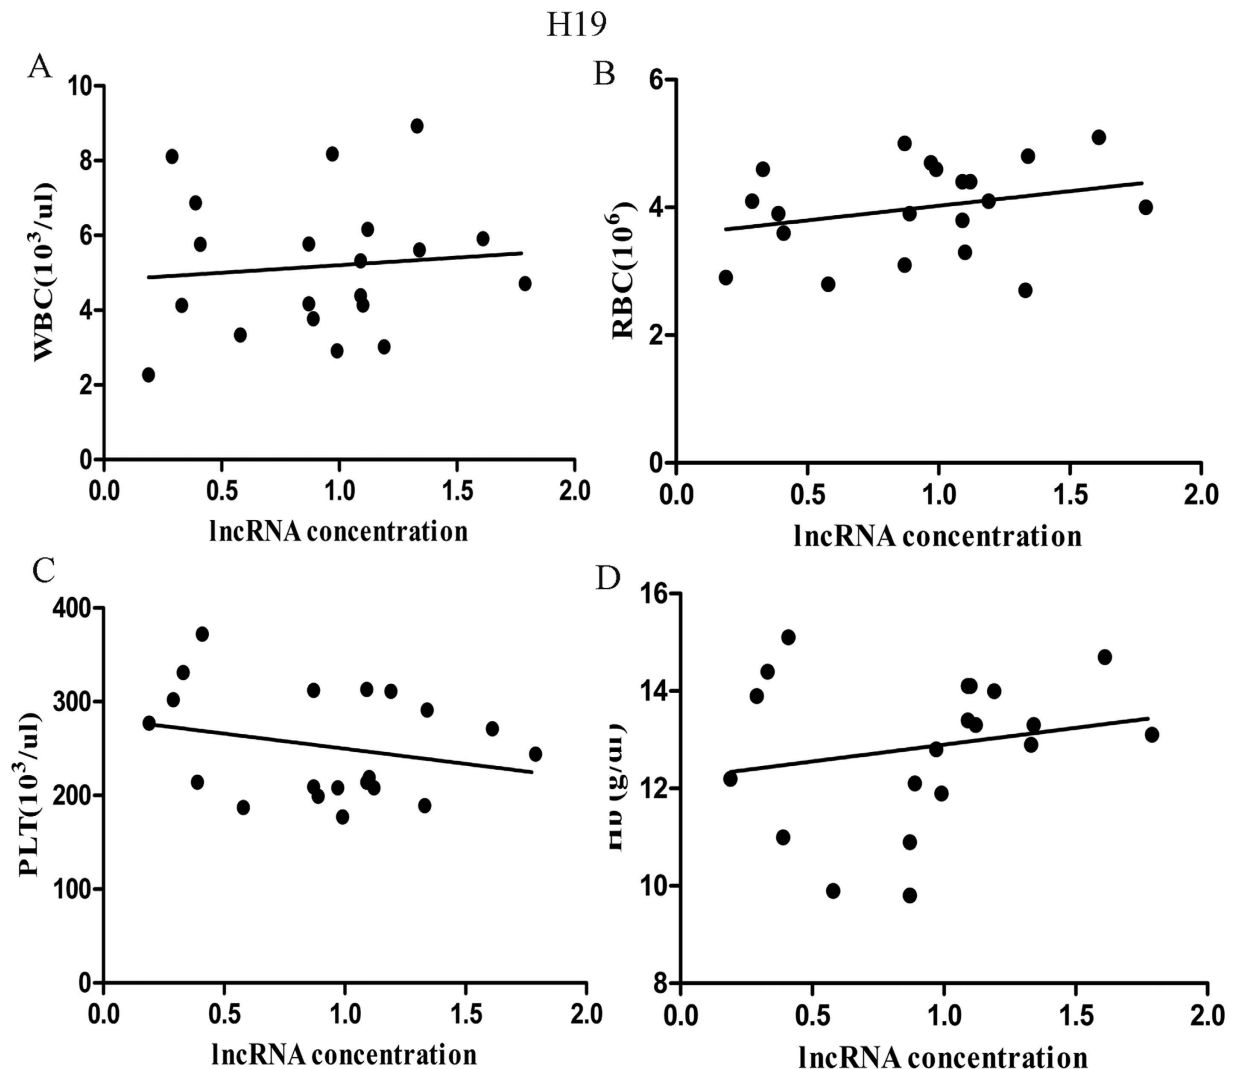 H19
A
WBC(10³/ul)
10
8
6
4
2
0
0.0 0.5 1.0 1.5 2.0
lncRNA concentration
B
RBC(10⁶)
6
4
2
0
0.0 0.5 1.0 1.5 2.0
lncRNA concentration
C
PLT(10³/ul)
400
300
200
100
0
0.0 0.5 1.0 1.5 2.0
lncRNA concentration
D
Hb (g/dl)
16
14
12
10
8
0.0 0.5 1.0 1.5 2.0
lncRNA concentration